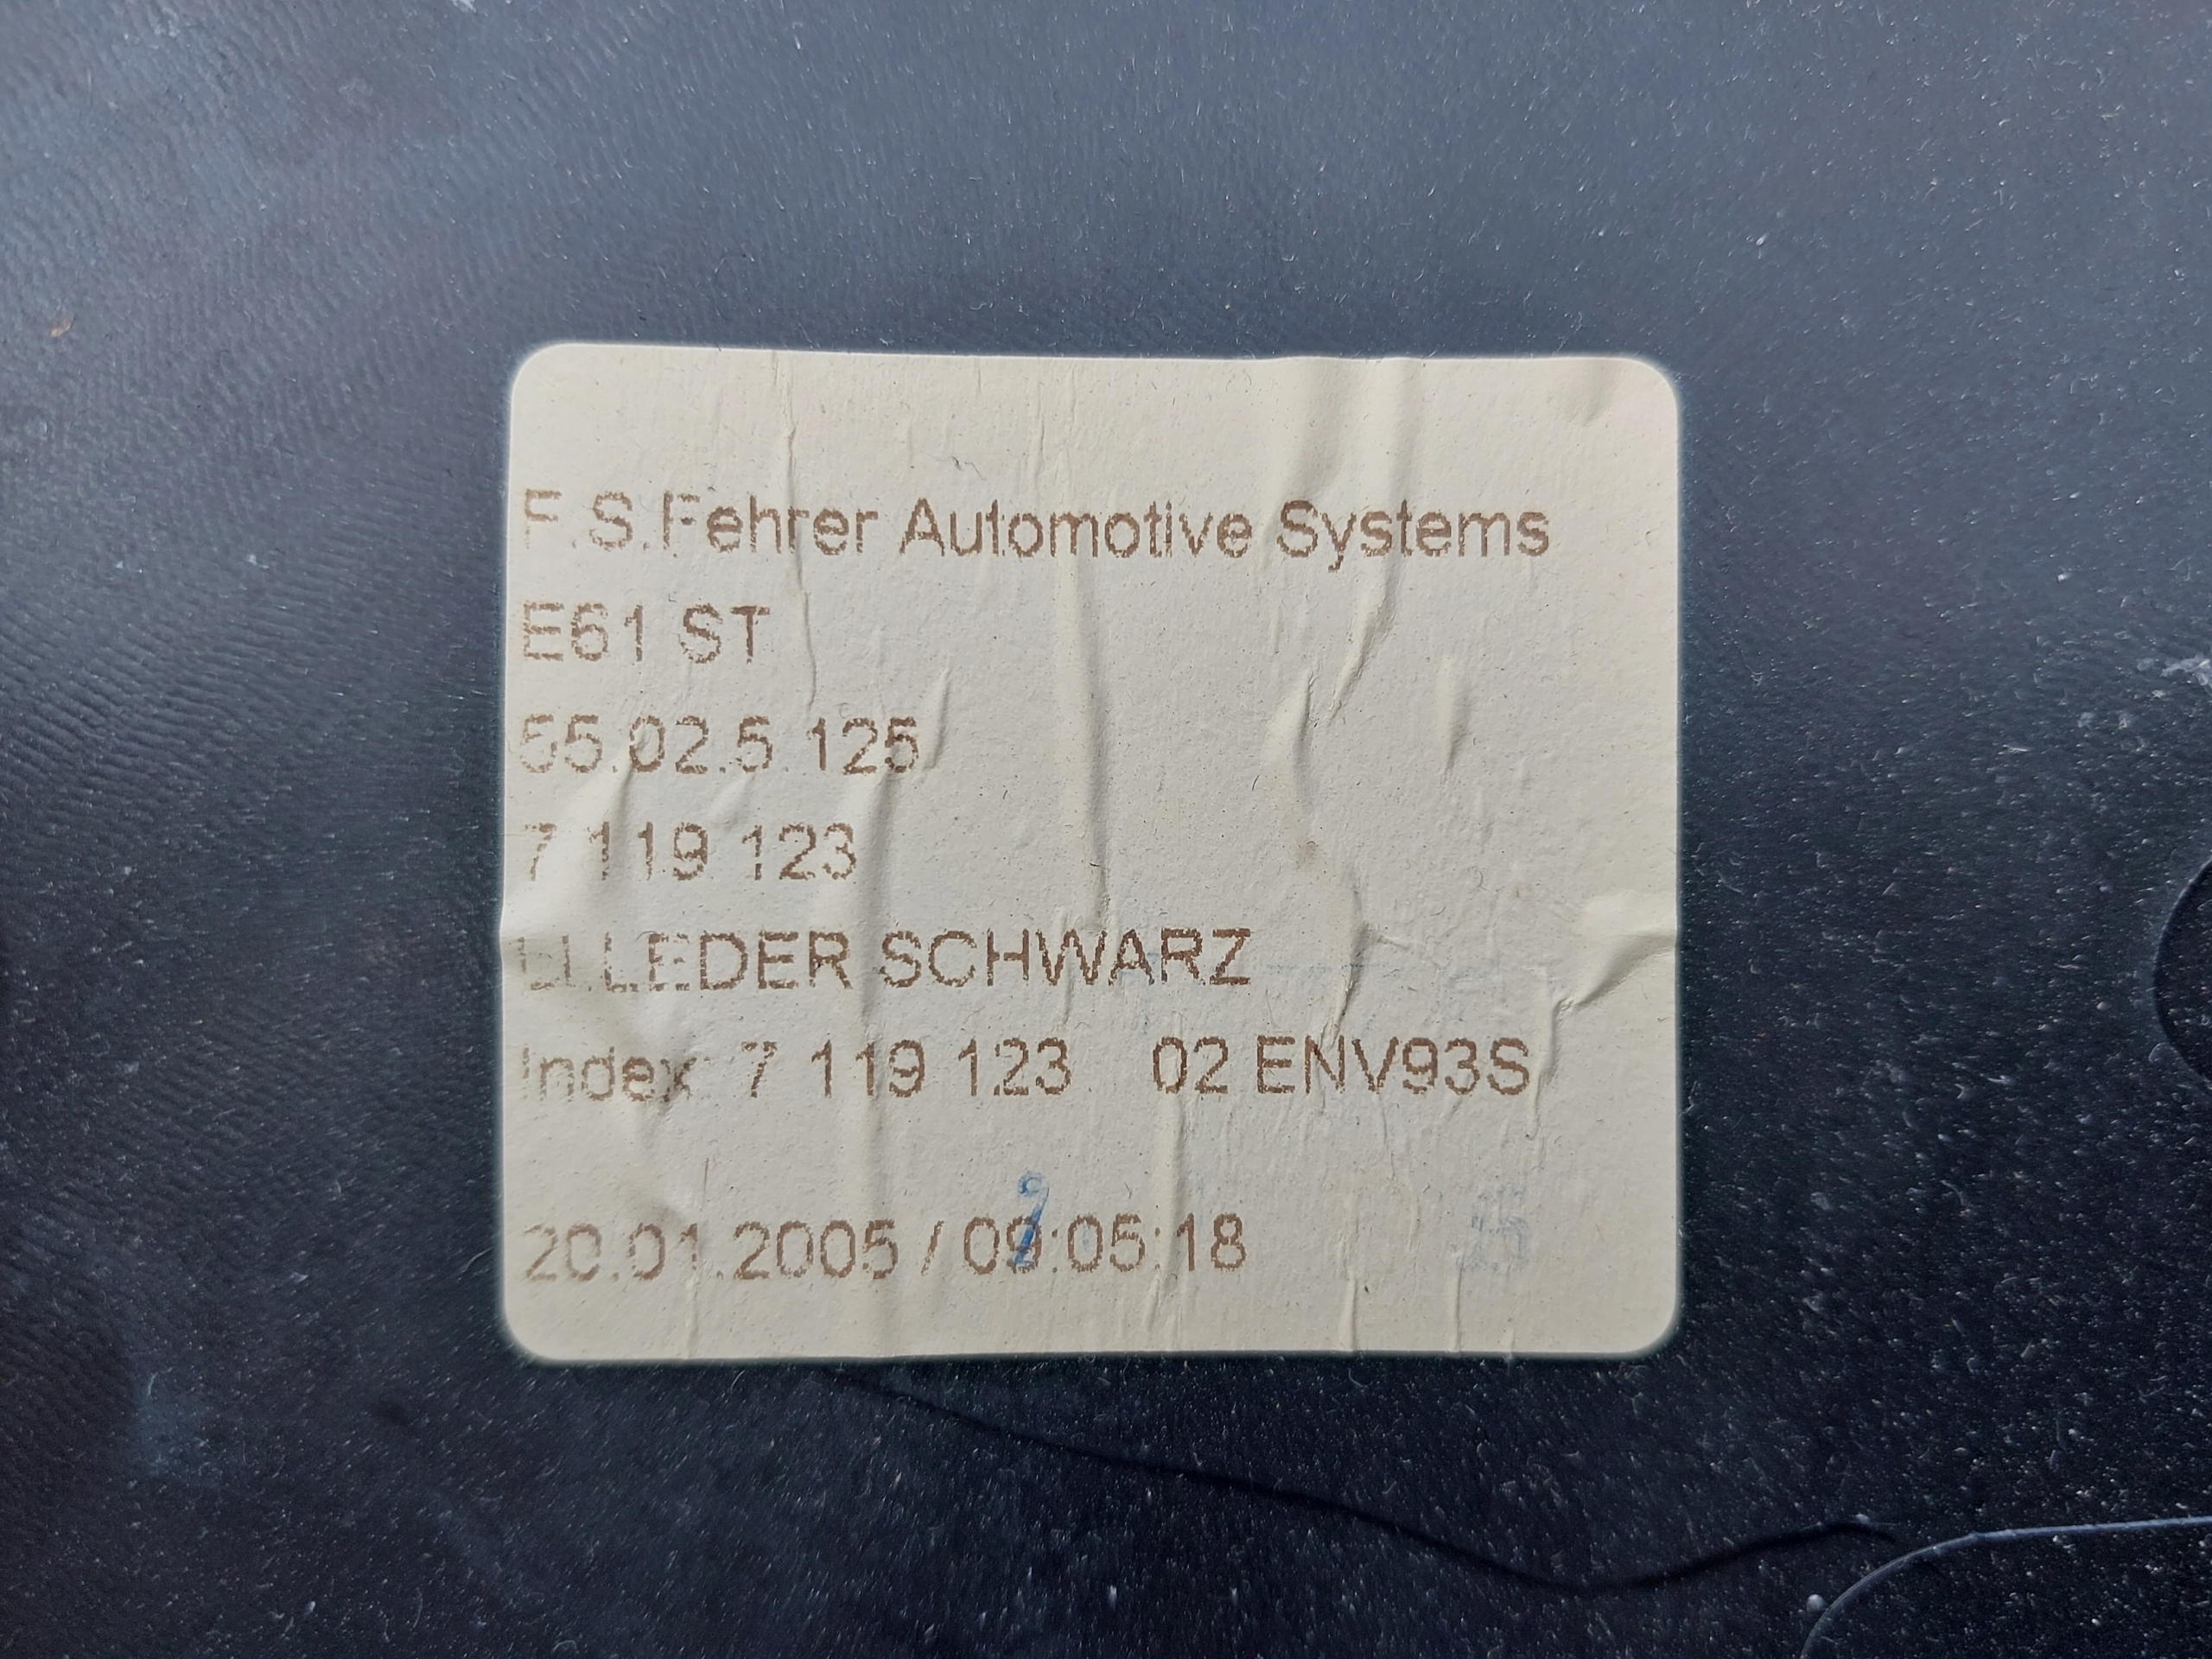 F.S.Fehrer Automotive Systems
E61 ST
55.02.5.125
7 119 123
LEDER SCHWARZ
Index 7 119 123 02 ENV93S
20.01.2005 / 09:05:18